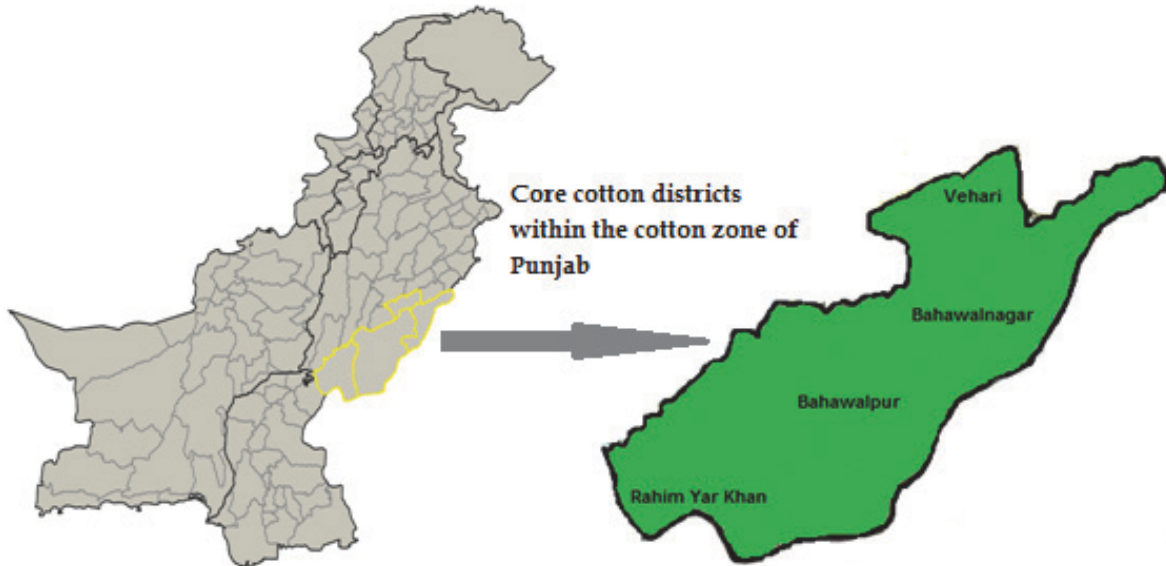 Core cotton districts
within the cotton zone of
Punjab
Vehari
Bahawalnagar
Bahawalpur
Rahim Yar Khan